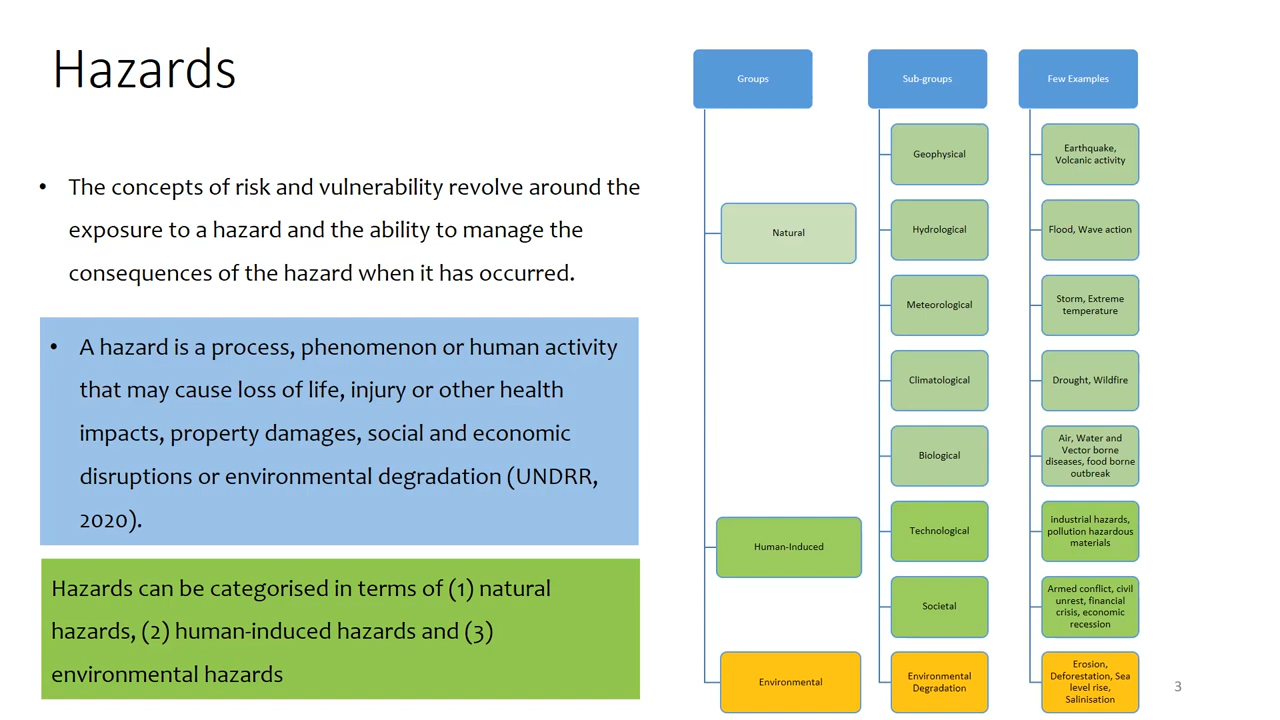 Hazards
• The concepts of risk and vulnerability revolve around the
exposure to a hazard and the ability to manage the
consequences of the hazard when it has occurred.
• A hazard is a process, phenomenon or human activity
that may cause loss of life, injury or other health
impacts, property damages, social and economic
disruptions or environmental degradation (UNDRR,
2020).
Hazards can be categorised in terms of (1) natural
hazards, (2) human-induced hazards and (3)
environmental hazards
Groups
Natural
Human-Induced
Environmental
Sub-groups
Geophysical
Hydrological
Meteorological
Climatological
Biological
Technological
Societal
Environmental
Degradation
Few Examples
Earthquake,
Volcanic activity
Flood, Wave action
Storm, Extreme
temperature
Drought, Wildfire
Air, Water and
Vector borne
diseases, food borne
outbreak
industrial hazards,
pollution hazardous
materials
Armed conflict, civil
unrest, financial
crisis, economic
recession
Erosion,
Deforestation, Sea
level rise,
Salinisation
3